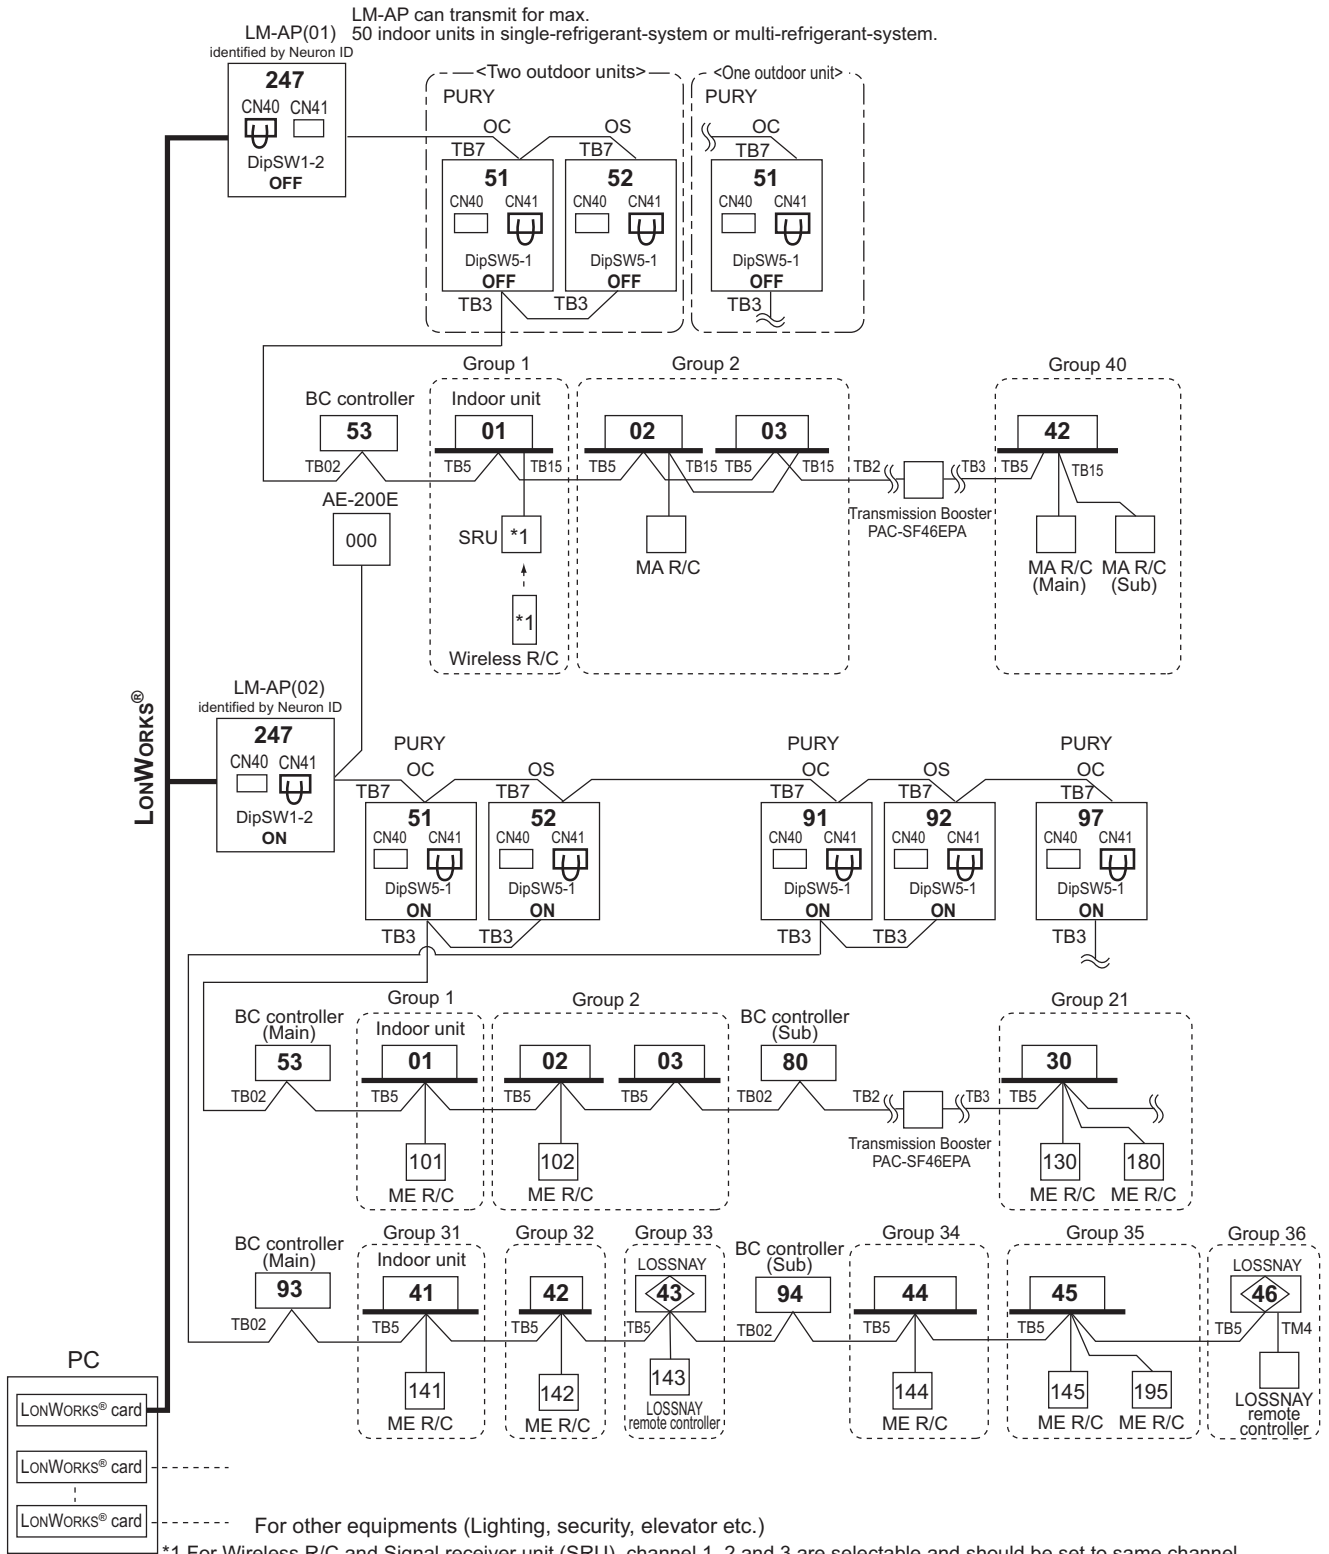 LM-AP can transmit for max.
50 indoor units in single-refrigerant-system or multi-refrigerant-system.
LM-AP(01)
identified by Neuron ID
247
CN40 CN41
DipSW1-2
OFF
<Two outdoor units>
PURY
OC OS
TB7 TB7
51 52
CN40 CN41 CN40 CN41
DipSW5-1 DipSW5-1
OFF OFF
TB3 TB3
<One outdoor unit>
PURY
OC
TB7
51
CN40 CN41
DipSW5-1
OFF
TB3
Group 1 Group 2 Group 40
BC controller Indoor unit
53 01 02 03 42
TB02 TB5 TB15 TB5 TB15 TB5 TB15 TB2 TB3 TB5 TB15
Transmission Booster
PAC-SF46EPA
AE-200E
000
SRU *1
*1
Wireless R/C
MA R/C
MA R/C
(Main)
MA R/C
(Sub)
LONWORKS®
LM-AP(02)
identified by Neuron ID
247
CN40 CN41
DipSW1-2
ON
PURY PURY PURY
OC OS OC OS OC
TB7 TB7 TB7 TB7 TB7
51 52 91 92 97
CN40 CN41 CN40 CN41 CN40 CN41 CN40 CN41 CN40 CN41
DipSW5-1 DipSW5-1 DipSW5-1 DipSW5-1 DipSW5-1
ON ON ON ON ON
TB3 TB3 TB3 TB3 TB3
Group 1 Group 2 Group 21
BC controller
(Main)
Indoor unit
BC controller
(Sub)
53 01 02 03 80 30
TB02 TB5 TB5 TB5 TB02 TB2 TB3 TB5
Transmission Booster
PAC-SF46EPA
101 102 130 180
ME R/C ME R/C ME R/C ME R/C
Group 31 Group 32 Group 33 Group 34 Group 35 Group 36
BC controller
(Main)
Indoor unit
LOSSNAY
BC controller
(Sub)
LOSSNAY
93 41 42 43 94 44 45 46
TB02 TB5 TB5 TB5 TB02 TB5 TB5 TB5 TM4
141 142 143 144 145 195
ME R/C ME R/C
LOSSNAY
remote controller
ME R/C ME R/C ME R/C
LOSSNAY
remote
controller
PC
LONWORKS® card
LONWORKS® card
LONWORKS® card
For other equipments (Lighting, security, elevator etc.)
*1 For Wireless R/C and Signal receiver unit (SRU), channel 1, 2 and 3 are selectable and should be set to same channel.